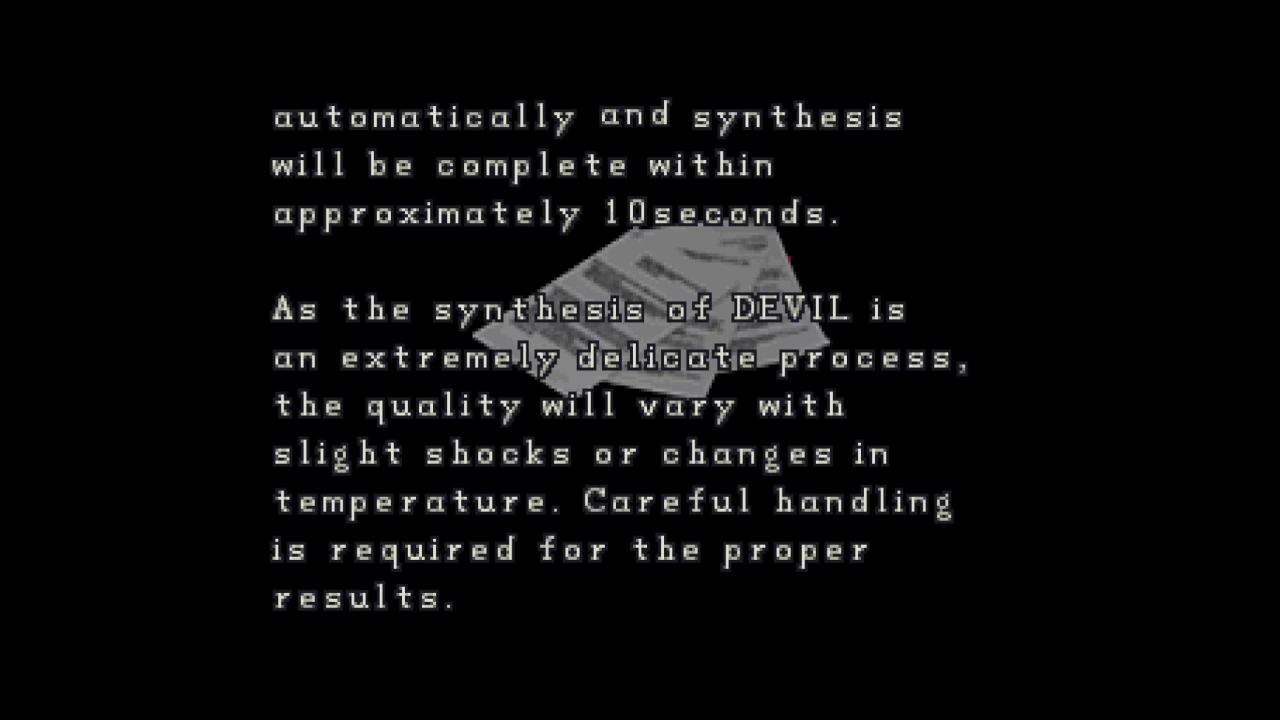 automatically and synthesis
will be complete within
approximately 10seconds.
As the synthesis of DEVIL is
an extremely delicate process,
the quality will vary with
slight shocks or changes in
temperature. Careful handling
is required for the proper
results.